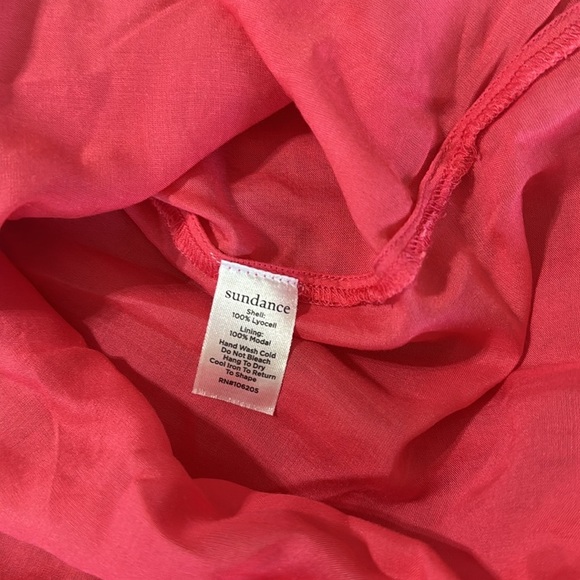 sundance
Shell:
100% Lyocell
Lining:
100% Modal
Hand Wash Cold
Do Not Bleach
Hang To Dry
Cool Iron To Return
To Shape
RN#106205